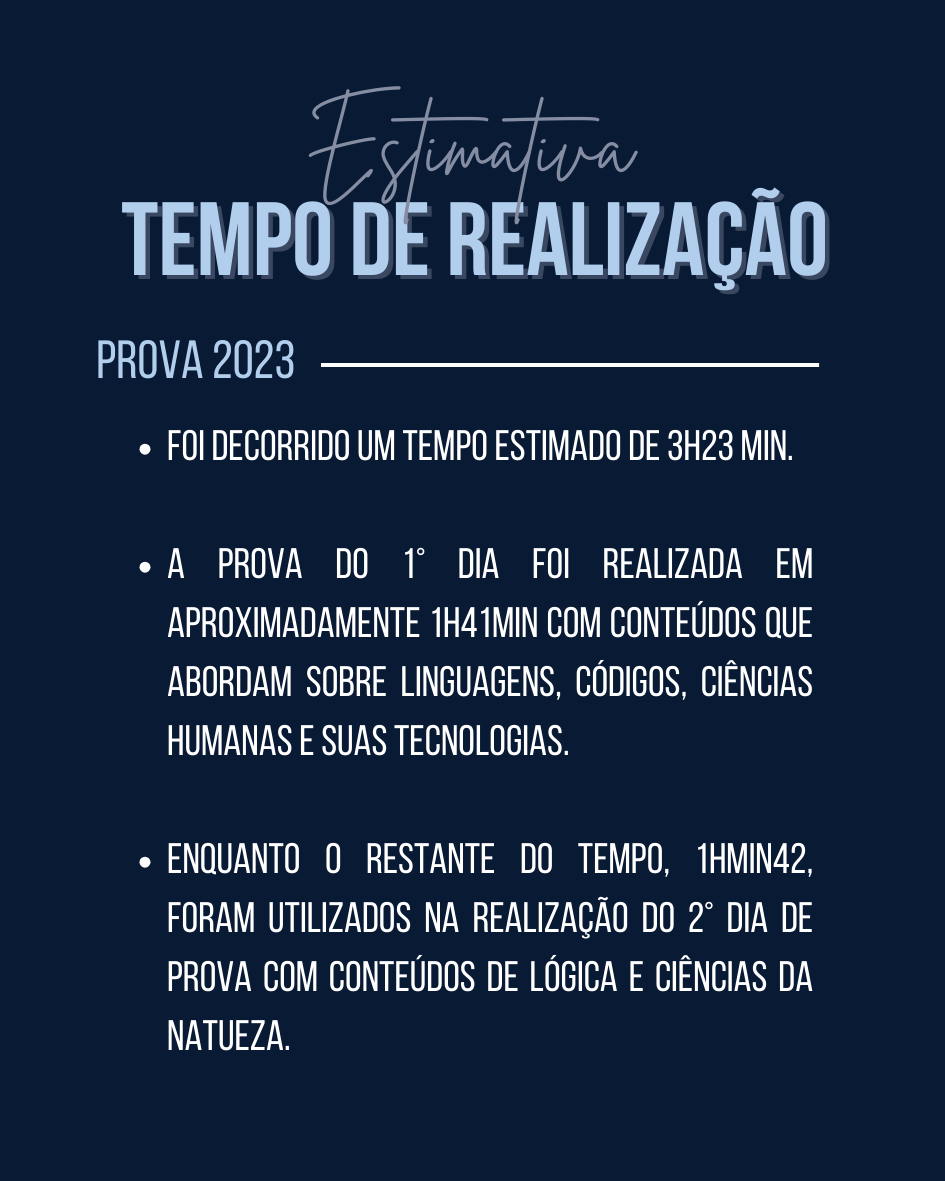 Estimativa
TEMPO DE REALIZAÇÃO
PROVA 2023
• FOI DECORRIDO UM TEMPO ESTIMADO DE 3H23 MIN.
• A PROVA DO 1° DIA FOI REALIZADA EM
APROXIMADAMENTE 1H41MIN COM CONTEÚDOS QUE
ABORDAM SOBRE LINGUAGENS, CÓDIGOS, CIÊNCIAS
HUMANAS E SUAS TECNOLOGIAS.
• ENQUANTO O RESTANTE DO TEMPO, 1HMIN42,
FORAM UTILIZADOS NA REALIZAÇÃO DO 2° DIA DE
PROVA COM CONTEÚDOS DE LÓGICA E CIÊNCIAS DA
NATUEZA.